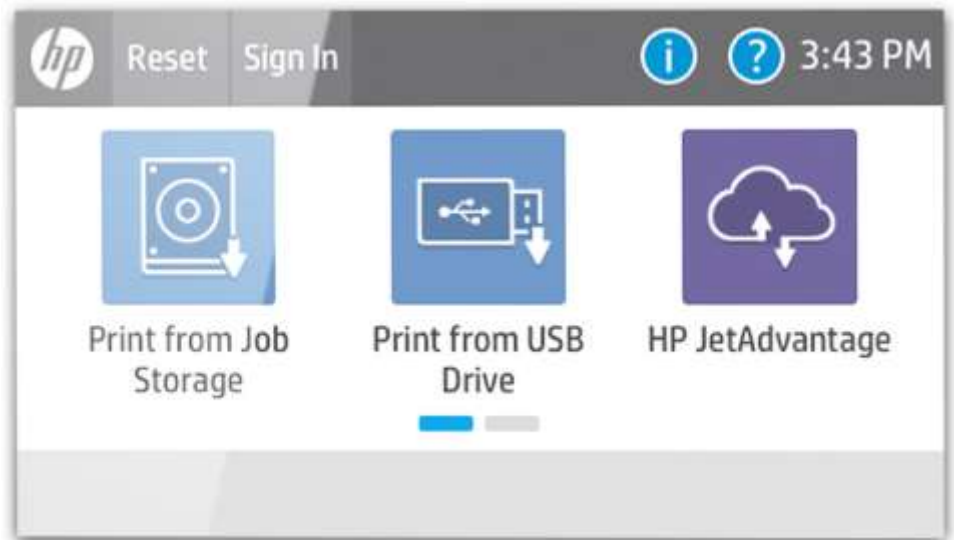 hp Reset Sign In i ? 3:43 PM
Print from Job
Storage
Print from USB
Drive
HP JetAdvantage